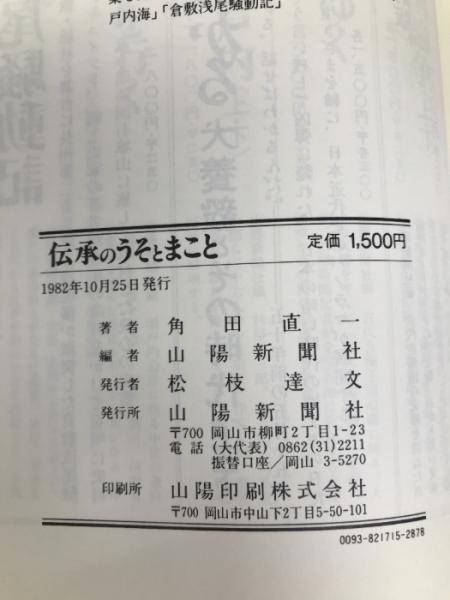 戸内海」「倉敷浅尾騒動記」
伝承のうそとまこと 定価 1,500円
1982年10月25日発行
著者 角田直一
編者 山陽新聞社
発行者 松枝達文
発行所 山陽新聞社
〒700 岡山市柳町2丁目1-23
電話 (大代表) 0862(31)2211
振替口座/岡山 3-5270
印刷所 山陽印刷株式会社
〒700 岡山市中山下2丁目5-50-101
0093-821715-2878